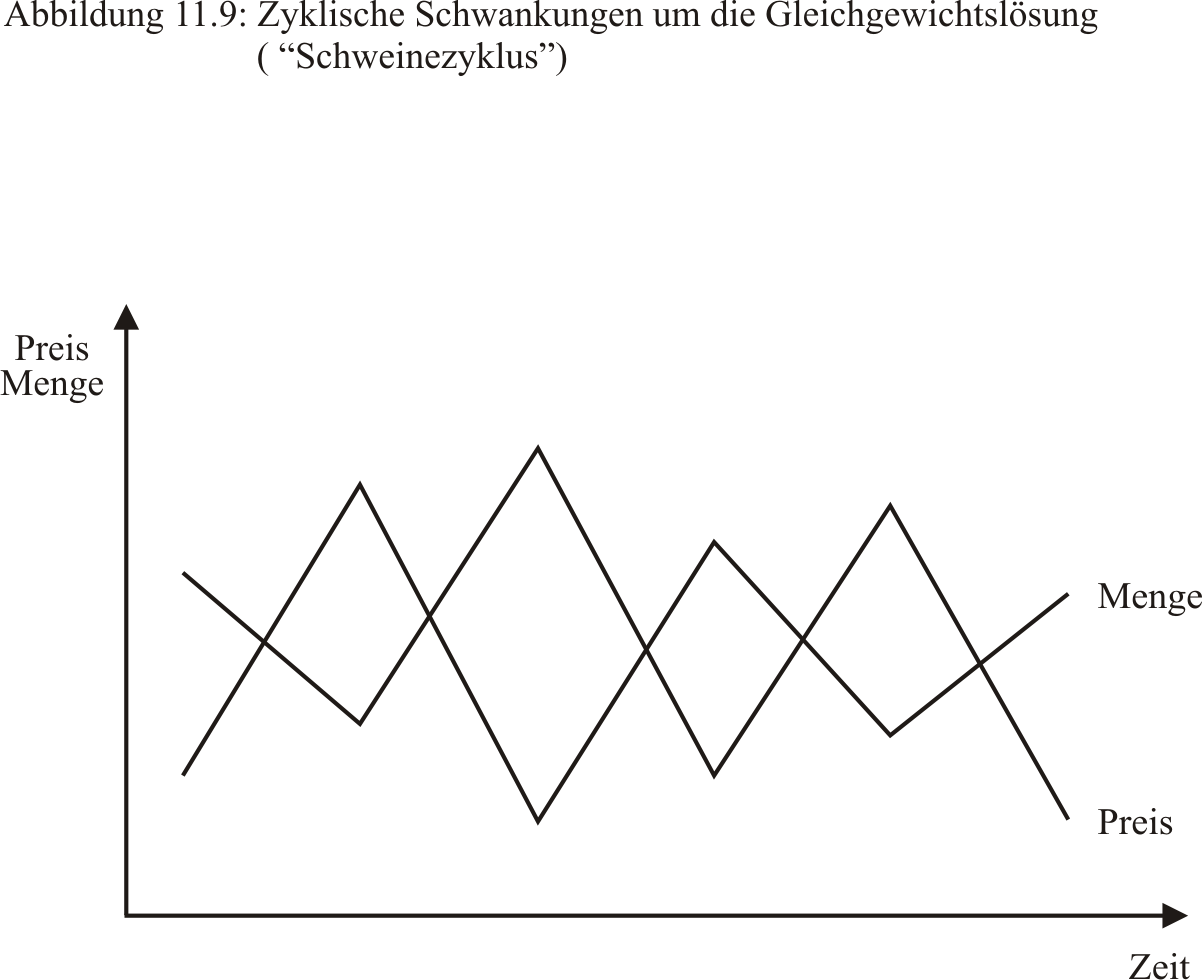 Abbildung 11.9: Zyklische Schwankungen um die Gleichgewichtslösung
( “Schweinezyklus”)
Preis
Menge
Menge
Preis
Zeit